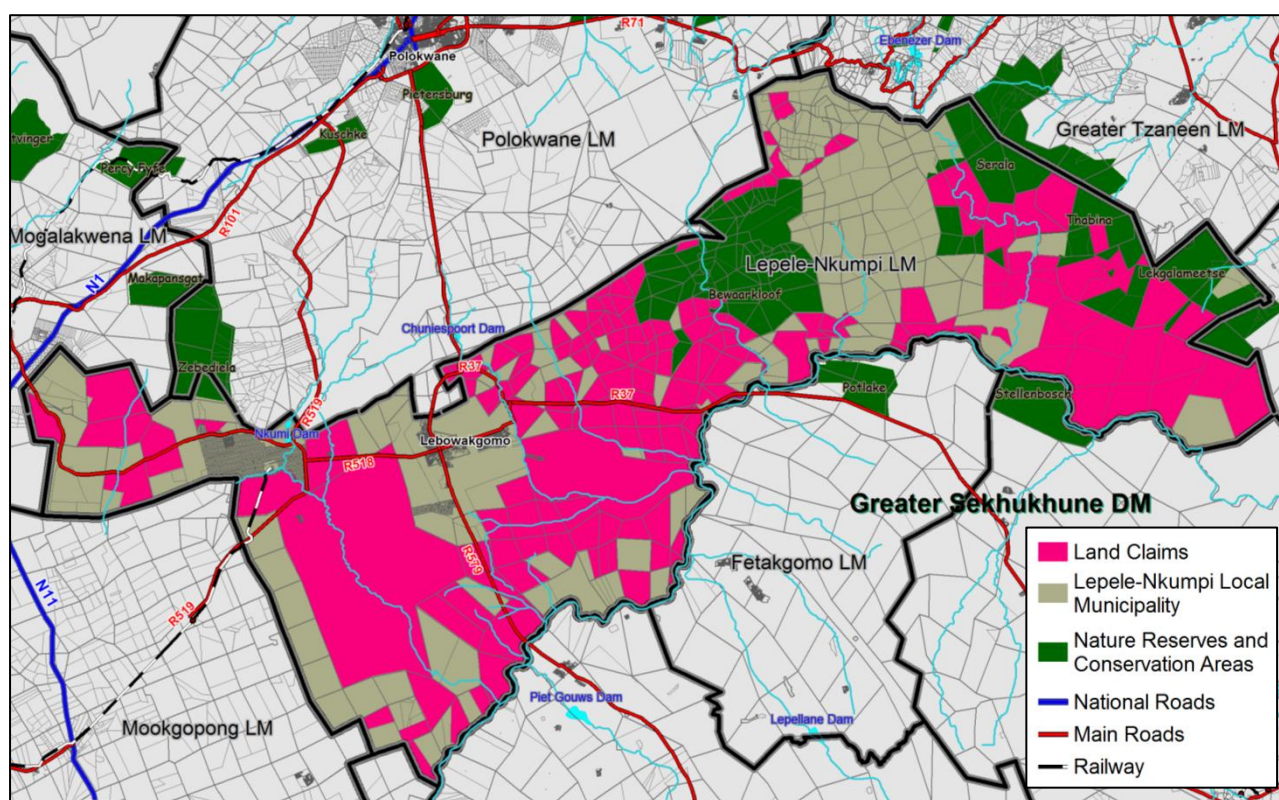 R71
Ebenezer Dam
Polokwane
Pietersburg
Greater Tzaneen LM
Kuschke
Polokwane LM
Serala
tvinger
Percy Fyfe
R101
Thabina
Mogalakwena LM
Lepele-Nkumpi LM
Lekgalameetse
Makapansgat
N1
Bewaarkloof
Chuniespoort Dam
Zebediela
R37
R37
Potlake
Stellenbosch
R519
Nkumi Dam
Lebowakgomo
R518
Greater Sekhukhune DM
R579
Fetakgomo LM
N11
R519
Piet Gouws Dam
Lepellane Dam
Mookgopong LM
Land Claims
Lepele-Nkumpi Local
Municipality
Nature Reserves and
Conservation Areas
National Roads
Main Roads
Railway